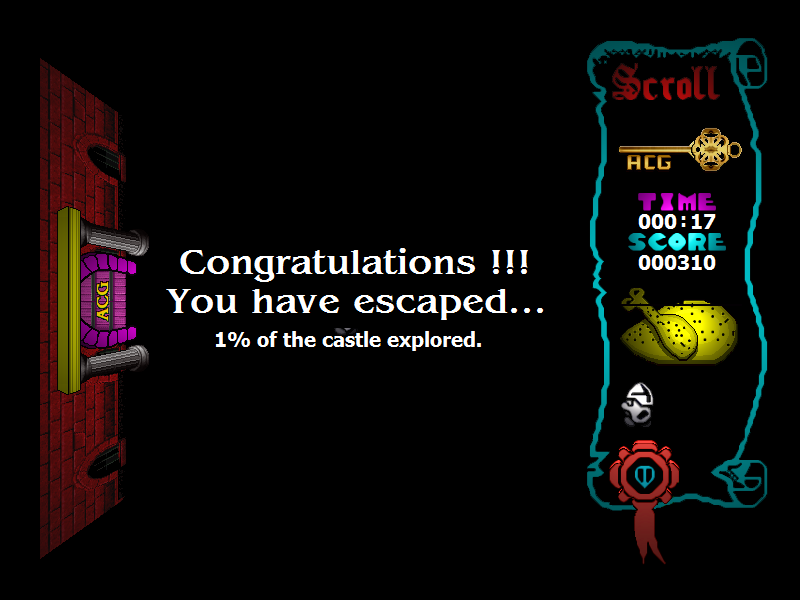 Scroll
ACG
TIME
000:17
SCORE
000310
ACG
Congratulations !!!
You have escaped...
1% of the castle explored.